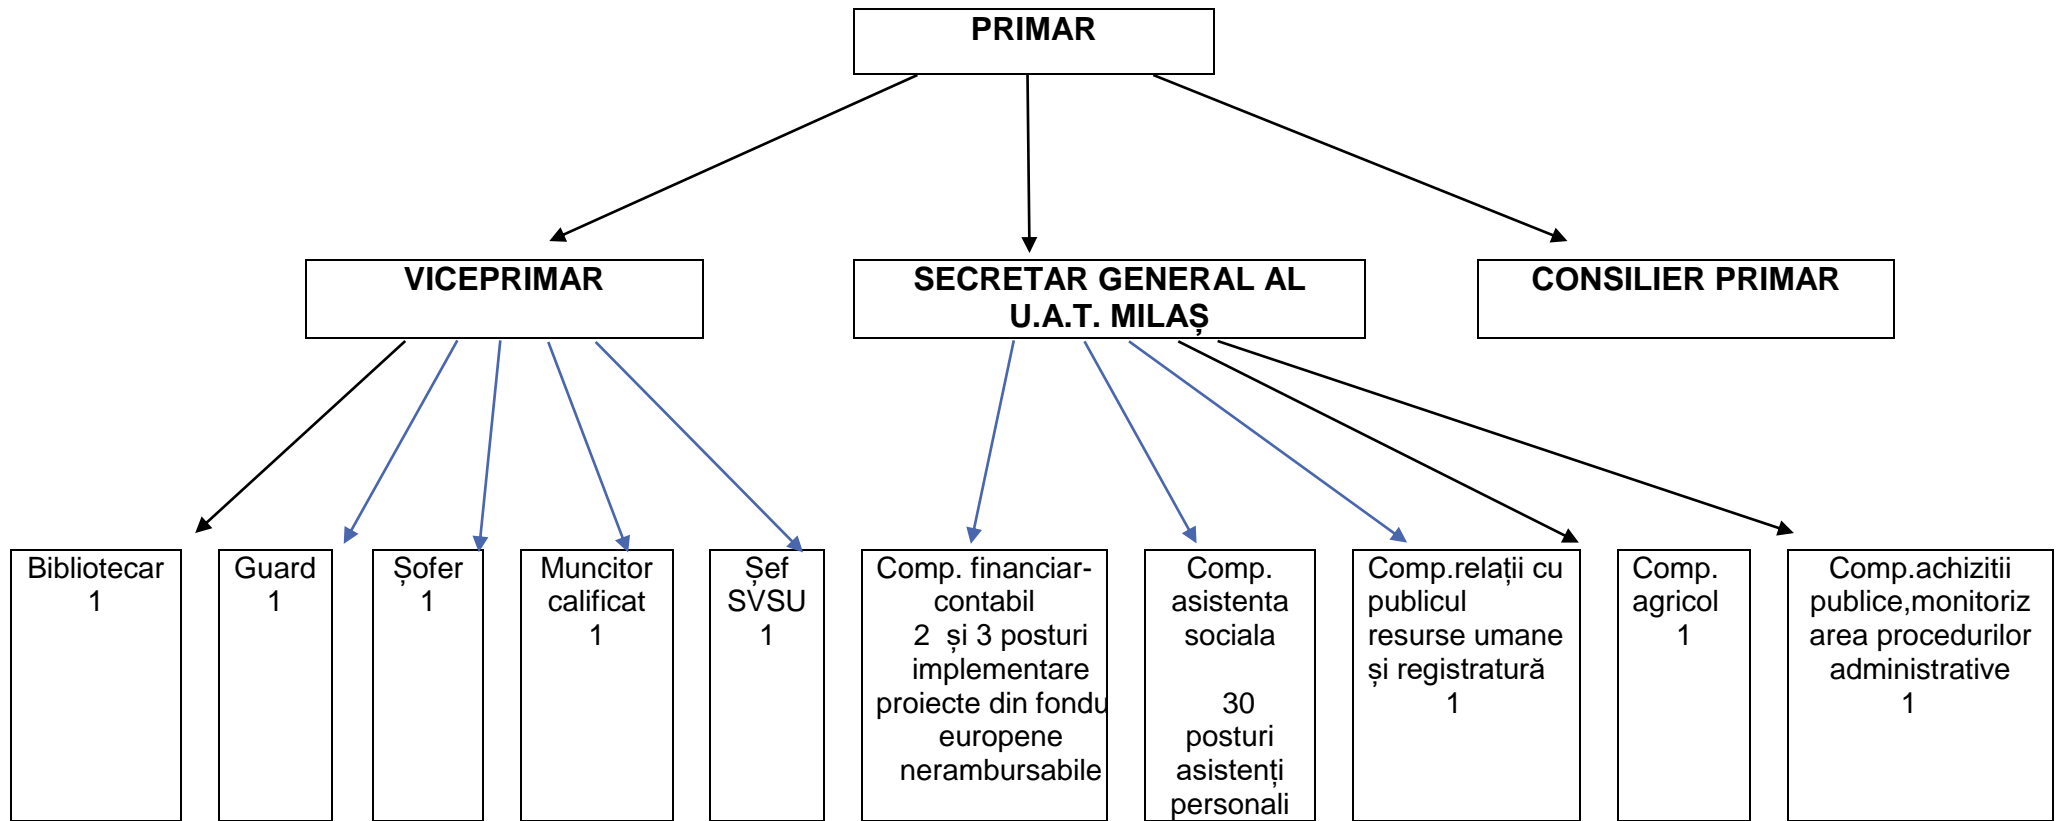 PRIMAR
VICEPRIMAR
SECRETAR GENERAL AL
U.A.T. MILAȘ
CONSILIER PRIMAR
Bibliotecar
1
Guard
1
Șofer
1
Muncitor
calificat
1
Șef
SVSU
1
Comp. financiar-
contabil
2 și 3 posturi
implementare
proiecte din fondu
europene
nerambursabile
Comp.
asistenta
sociala
30
posturi
asistenți
personali
Comp.relații cu
publicul
resurse umane
și registratură
1
Comp.
agricol
1
Comp.achizitii
publice,monitoriz
area procedurilor
administrative
1